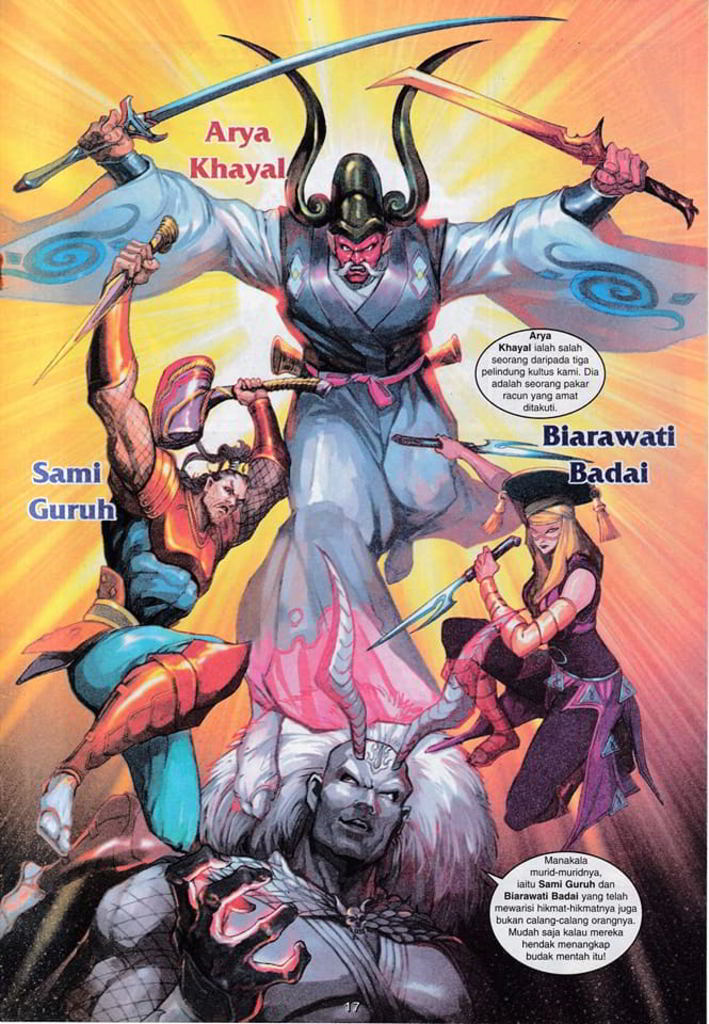 Arya
Khayal
Arya
Khayal ialah salah
seorang daripada tiga
pelindung kultus kami. Dia
adalah seorang pakar
racun yang amat
ditakuti.
Biarawati
Badai
Sami
Guruh
Manakala
murid-muridnya,
iaitu Sami Guruh dan
Biarawati Badai yang telah
mewarisi hikmat-hikmatnya juga
bukan calang-calang orangnya.
Mudah saja kalau mereka
hendak menangkap
budak mentah itu!
17